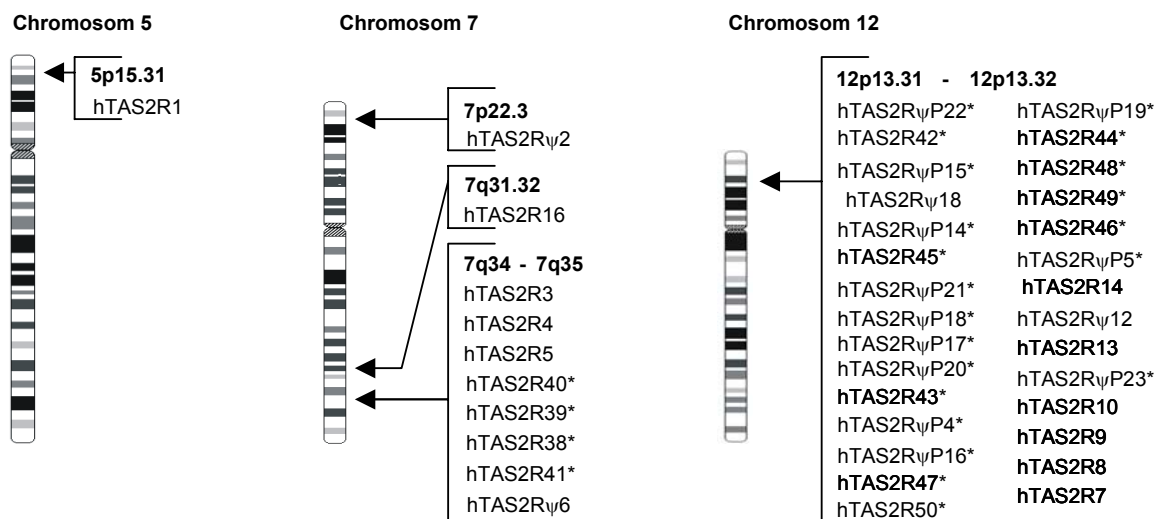 Chromosom 5
5p15.31
hTAS2R1
Chromosom 7
7p22.3
hTAS2Rψ2
7q31.32
hTAS2R16
7q34 - 7q35
hTAS2R3
hTAS2R4
hTAS2R5
hTAS2R40*
hTAS2R39*
hTAS2R38*
hTAS2R41*
hTAS2Rψ6
Chromosom 12
12p13.31 - 12p13.32
hTAS2RψP22*
hTAS2R42*
hTAS2RψP15*
hTAS2Rψ18
hTAS2RψP14*
hTAS2R45*
hTAS2RψP21*
hTAS2RψP18*
hTAS2RψP17*
hTAS2RψP20*
hTAS2R43*
hTAS2RψP4*
hTAS2RψP16*
hTAS2R47*
hTAS2R50*
hTAS2RψP19*
hTAS2R44*
hTAS2R48*
hTAS2R49*
hTAS2R46*
hTAS2RψP5*
hTAS2R14
hTAS2Rψ12
hTAS2R13
hTAS2RψP23*
hTAS2R10
hTAS2R9
hTAS2R8
hTAS2R7